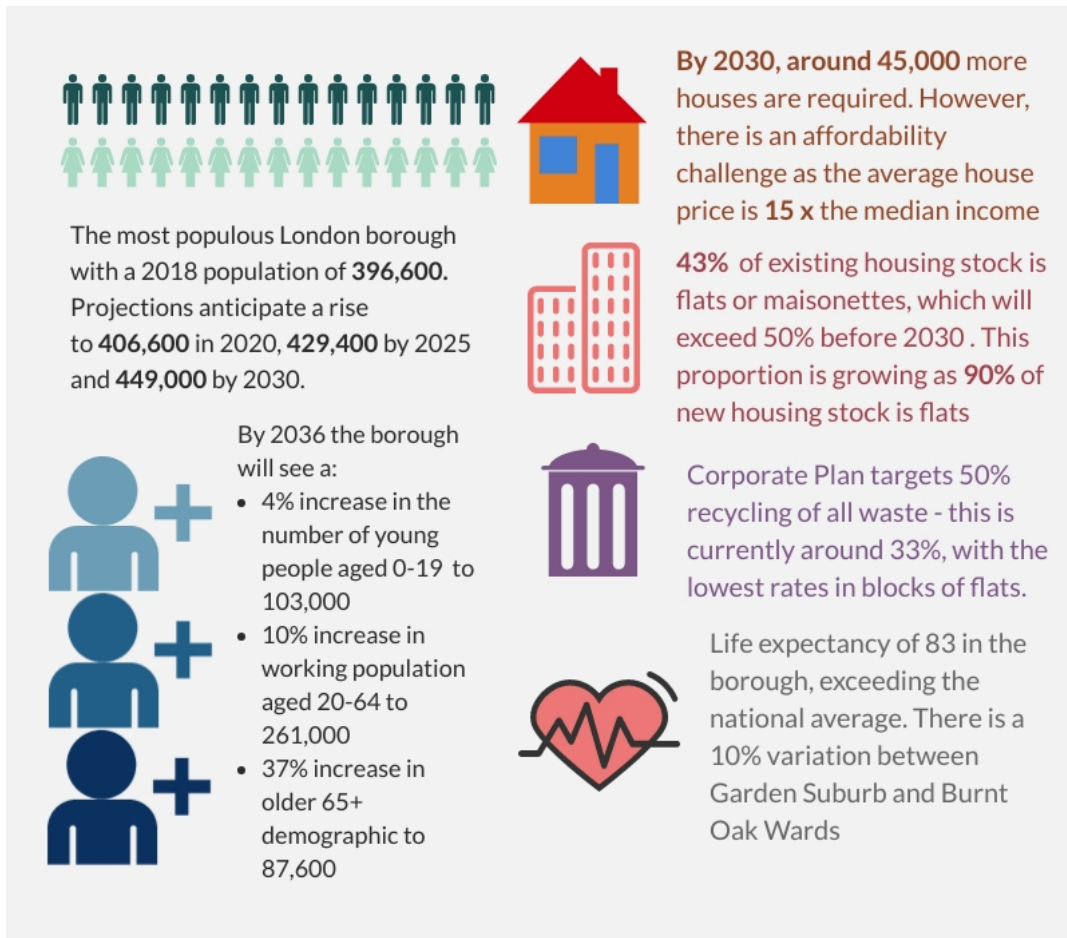 The most populous London borough
with a 2018 population of 396,600.
Projections anticipate a rise
to 406,600 in 2020, 429,400 by 2025
and 449,000 by 2030.
By 2036 the borough
will see a:
• 4% increase in the
number of young
people aged 0-19 to
103,000
• 10% increase in
working population
aged 20-64 to
261,000
• 37% increase in
older 65+
demographic to
87,600
By 2030, around 45,000 more
houses are required. However,
there is an affordability
challenge as the average house
price is 15 x the median income
43% of existing housing stock is
flats or maisonettes, which will
exceed 50% before 2030 . This
proportion is growing as 90% of
new housing stock is flats
Corporate Plan targets 50%
recycling of all waste - this is
currently around 33%, with the
lowest rates in blocks of flats.
Life expectancy of 83 in the
borough, exceeding the
national average. There is a
10% variation between
Garden Suburb and Burnt
Oak Wards